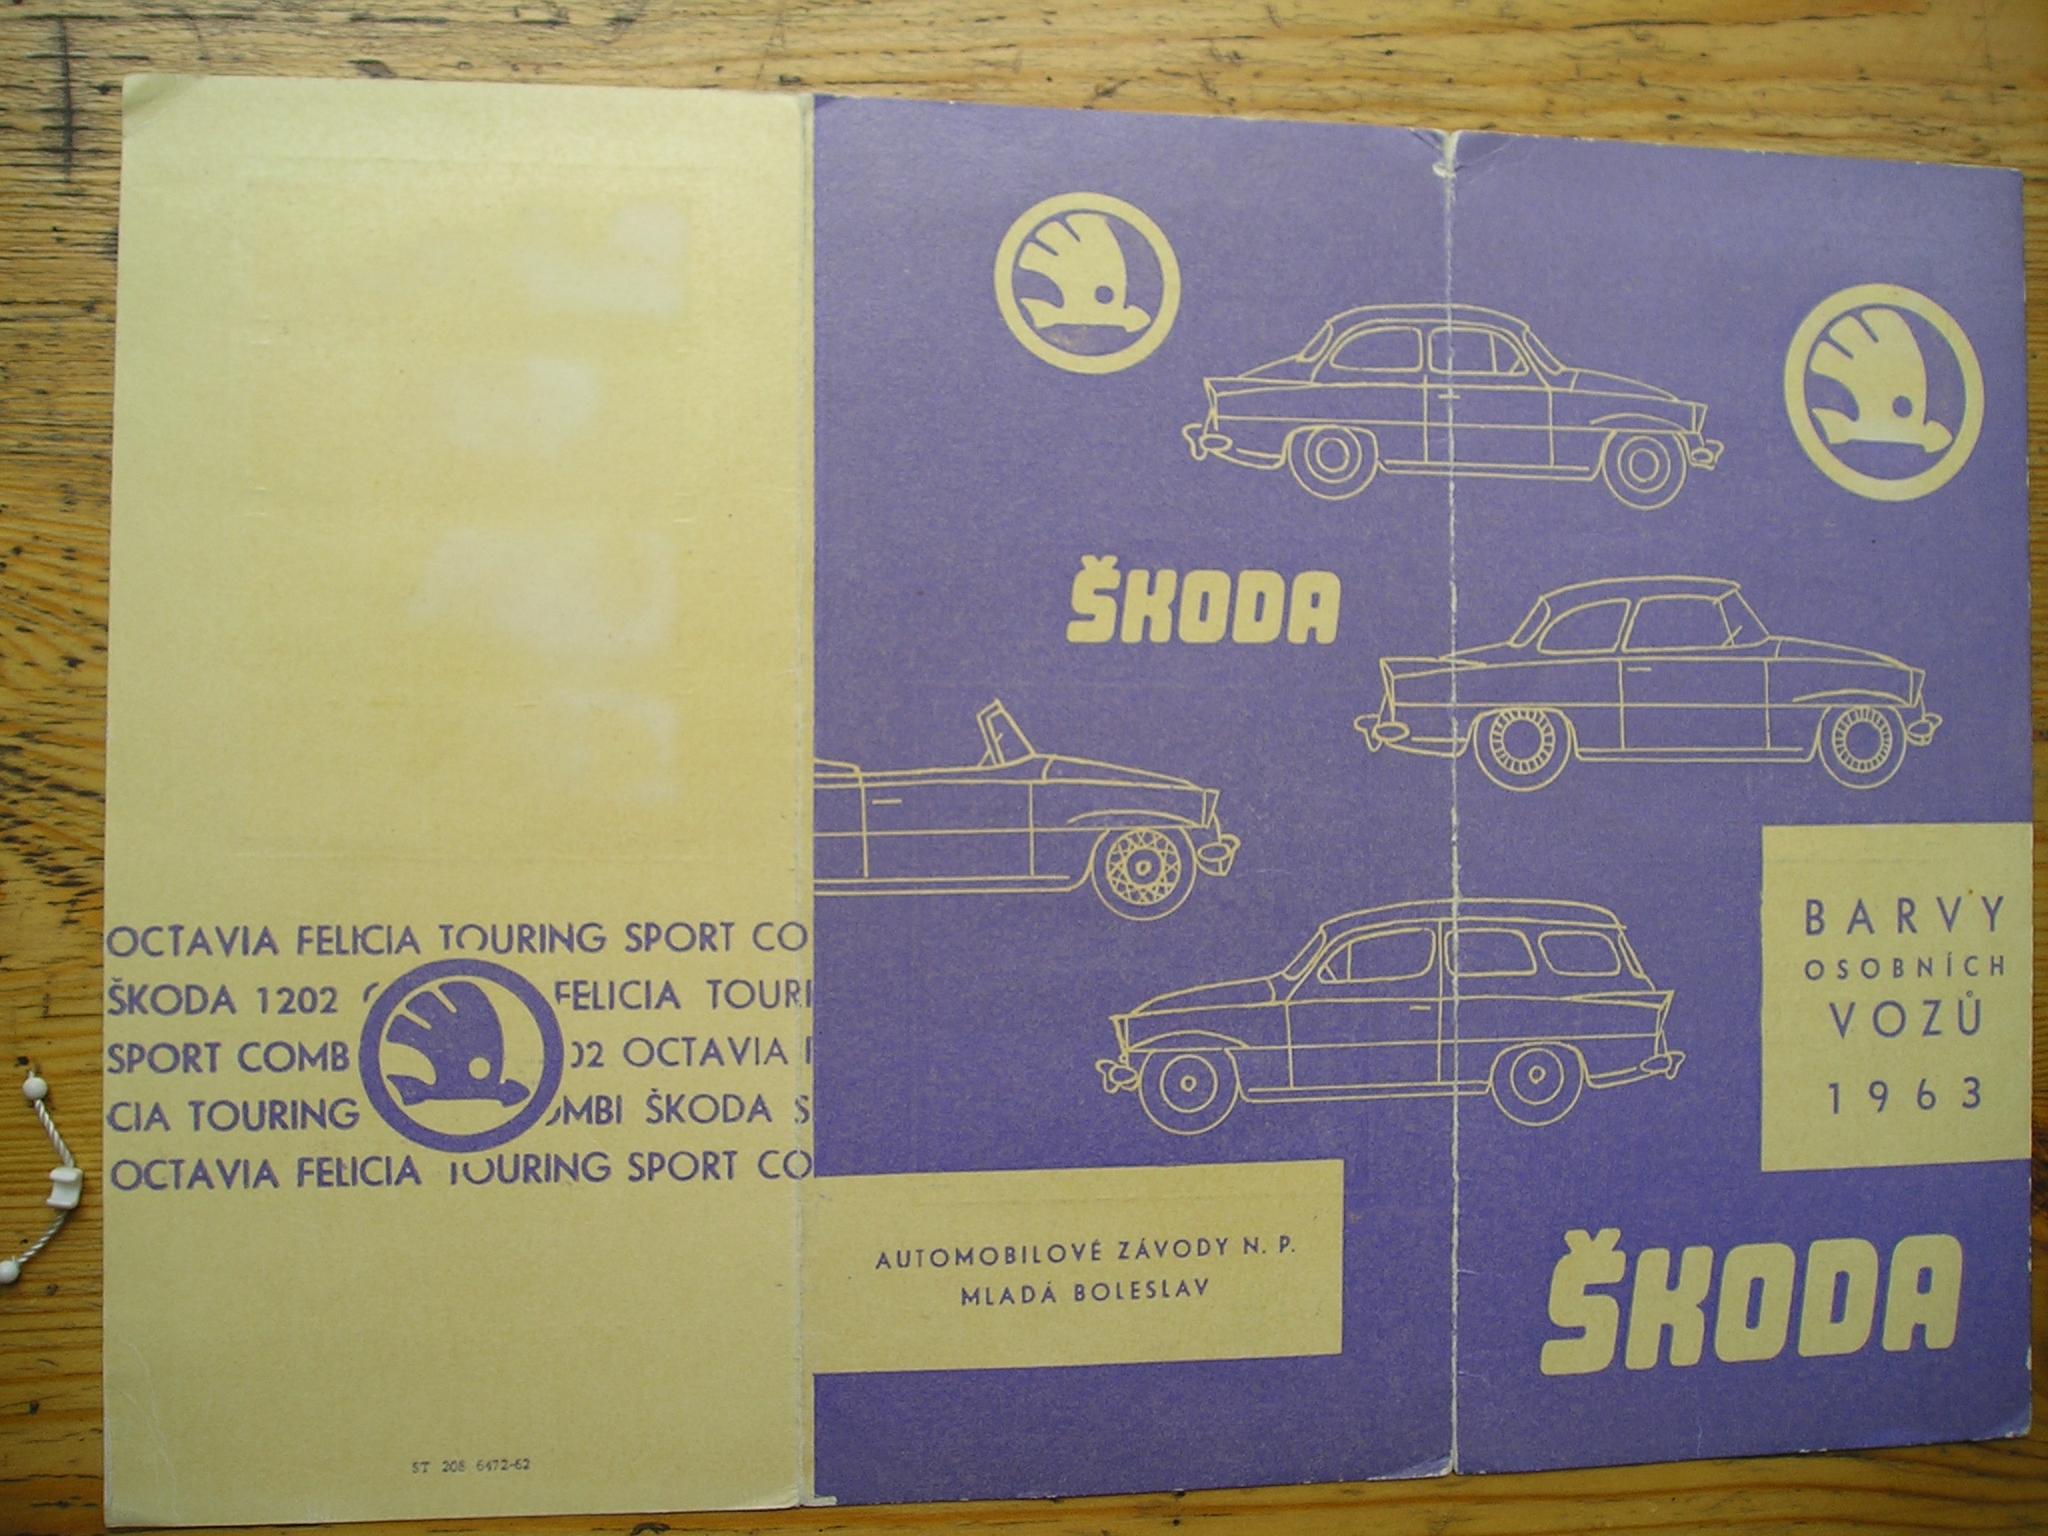 OCTAVIA FELICIA TOURING SPORT CO
ŠKODA 1202 FELICIA TOURI
SPORT COMB 02 OCTAVIA
CIA TOURING OMBI ŠKODA S
OCTAVIA FELICIA TOURING SPORT CO
ST 208 6472-62
ŠKODA
AUTOMOBILOVÉ ZÁVODY N. P.
MLADÁ BOLESLAV
BARVY
OSOBNÍCH
VOZŮ
1963
ŠKODA